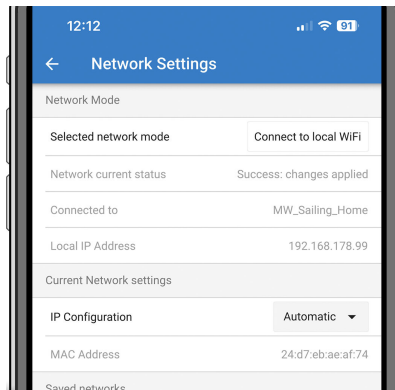 12:12
91
Network Settings
Network Mode
Selected network mode Connect to local WiFi
Network current status Success: changes applied
Connected to MW_Sailing_Home
Local IP Address 192.168.178.99
Current Network settings
IP Configuration Automatic
MAC Address 24:d7:eb:ae:af:74
Saved networks